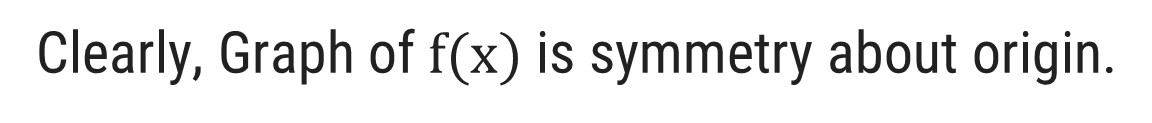 Clearly, Graph of f(x) is symmetry about origin.